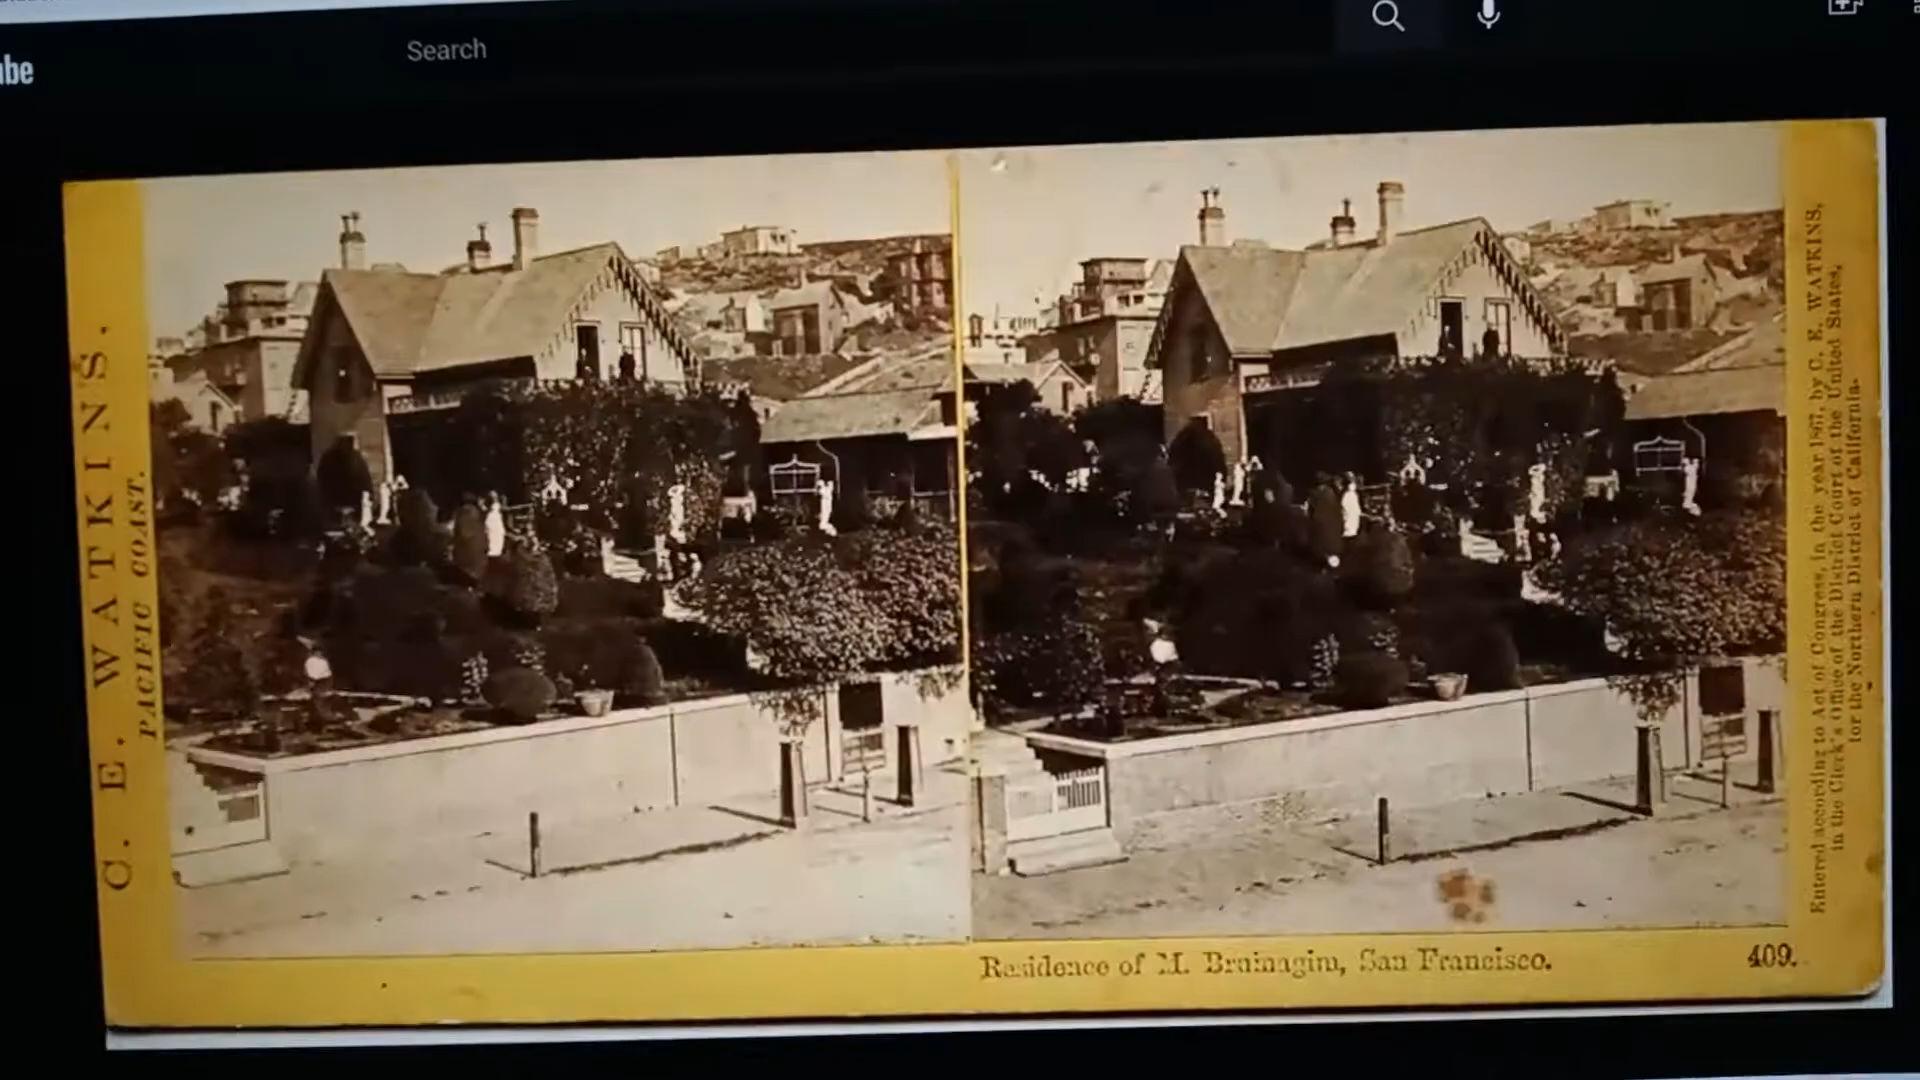 be
Search
C. E. WATKINS.
PACIFIC COAST.
Residence of M. Bruinagim, San Francisco.
409.
Entered according to Act of Congress, in the year 1867, by C. E. WATKINS,
in the Clerk's Office of the District Court of the United States,
for the Northern District of California.